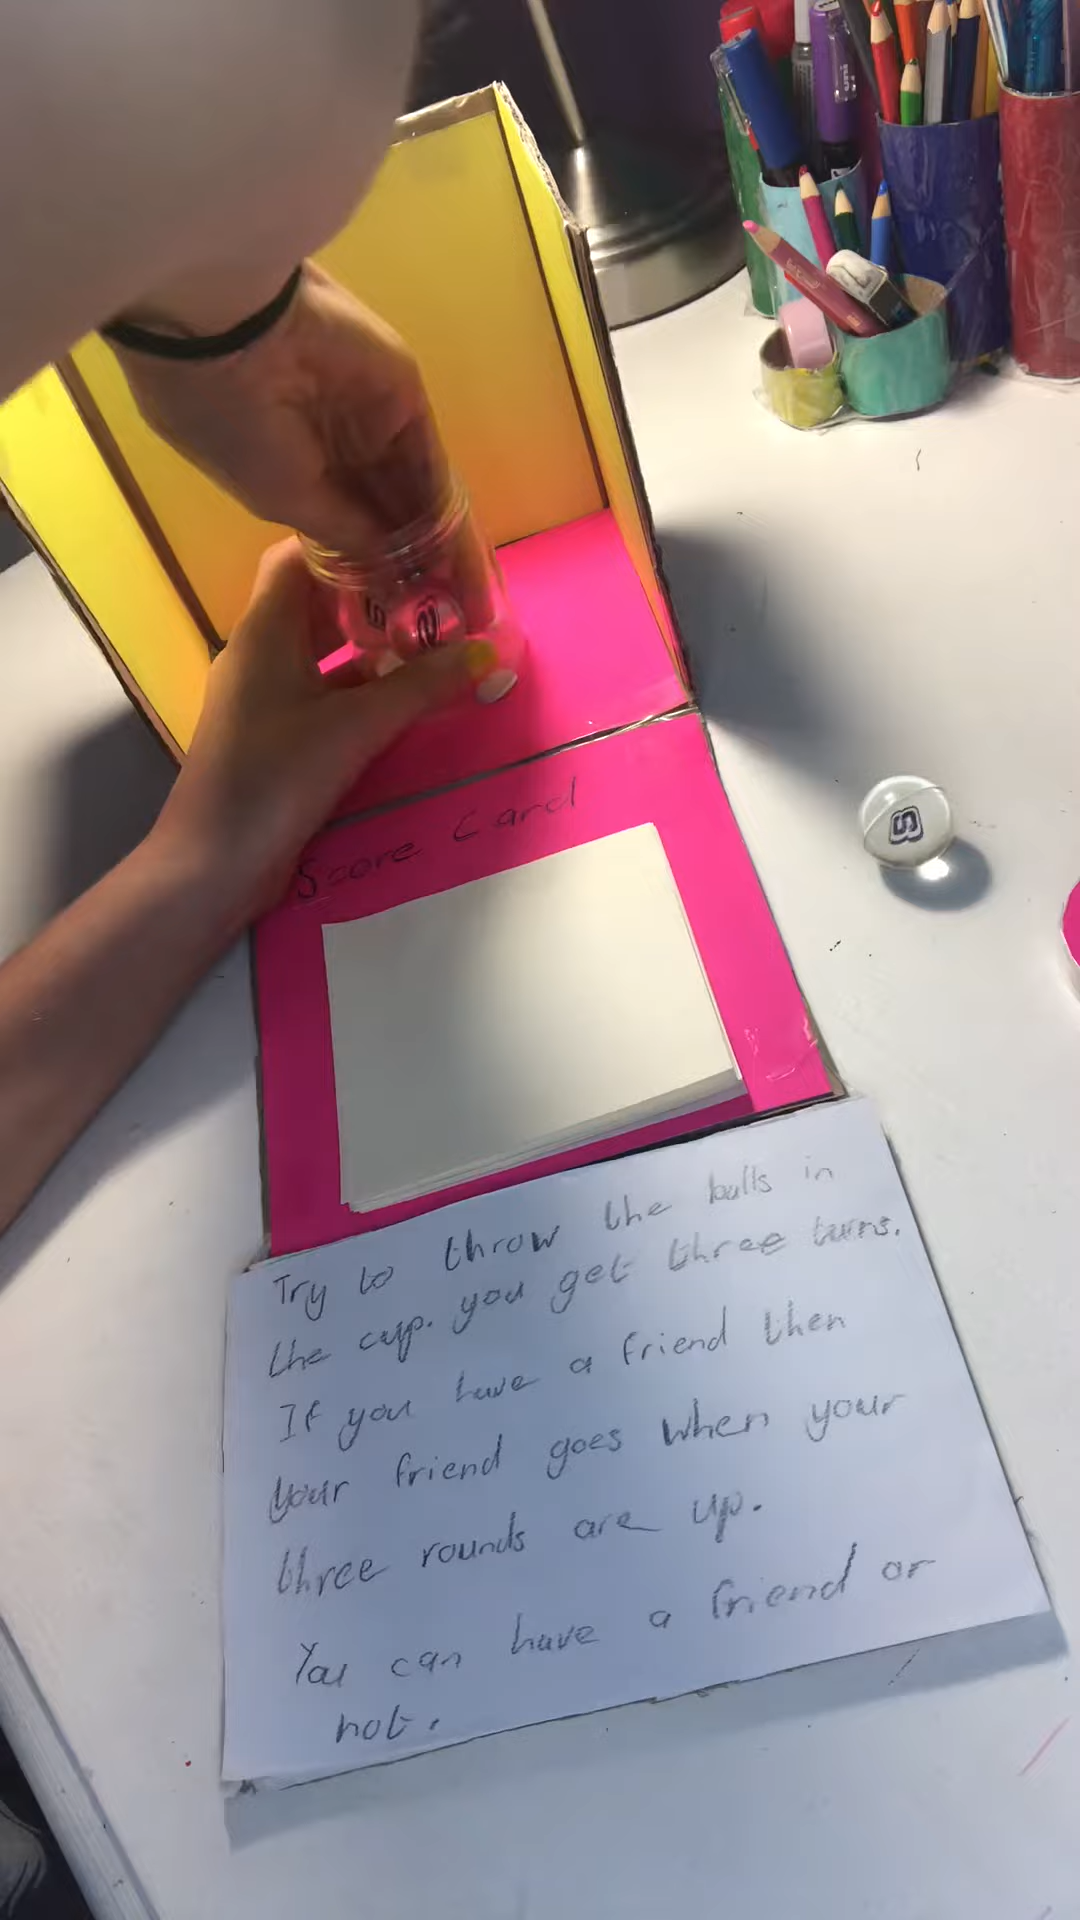 Score Card
Try to throw the balls in
the cup. you get three turns.
If you have a friend then
your friend goes when your
three rounds are up.
You can have a friend or
not.